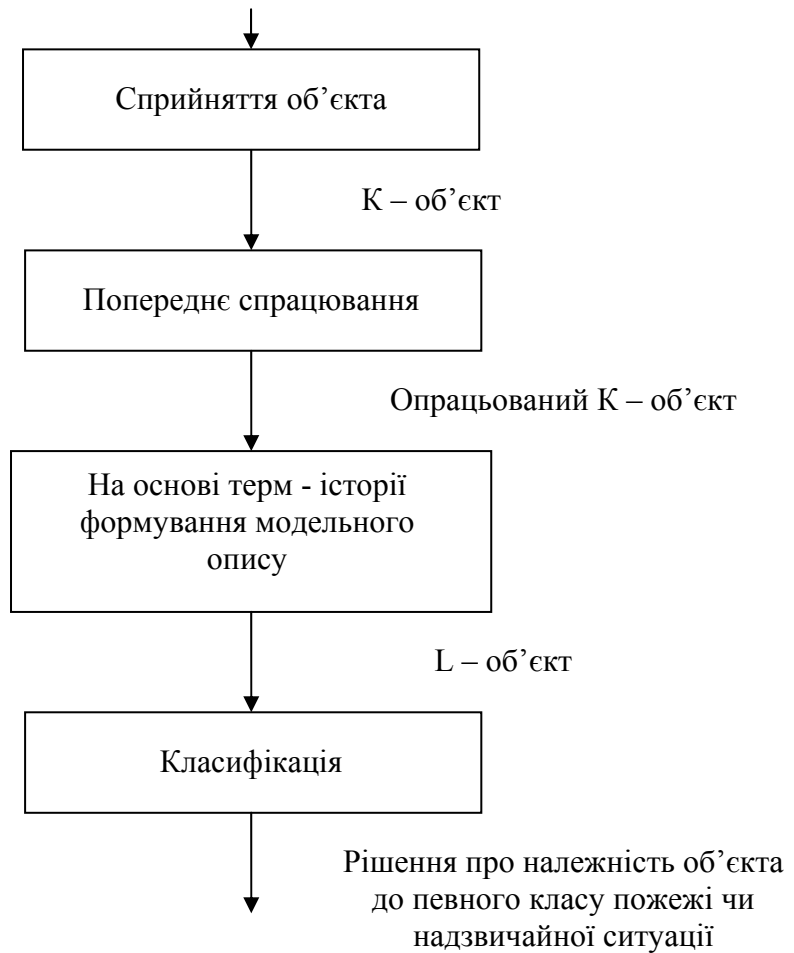 Сприйняття об’єкта
К – об’єкт
Попереднє спрацювання
Опрацьований К – об’єкт
На основі терм - історії
формування модельного
опису
L – об’єкт
Класифікація
Рішення про належність об’єкта
до певного класу пожежі чи
надзвичайної ситуації